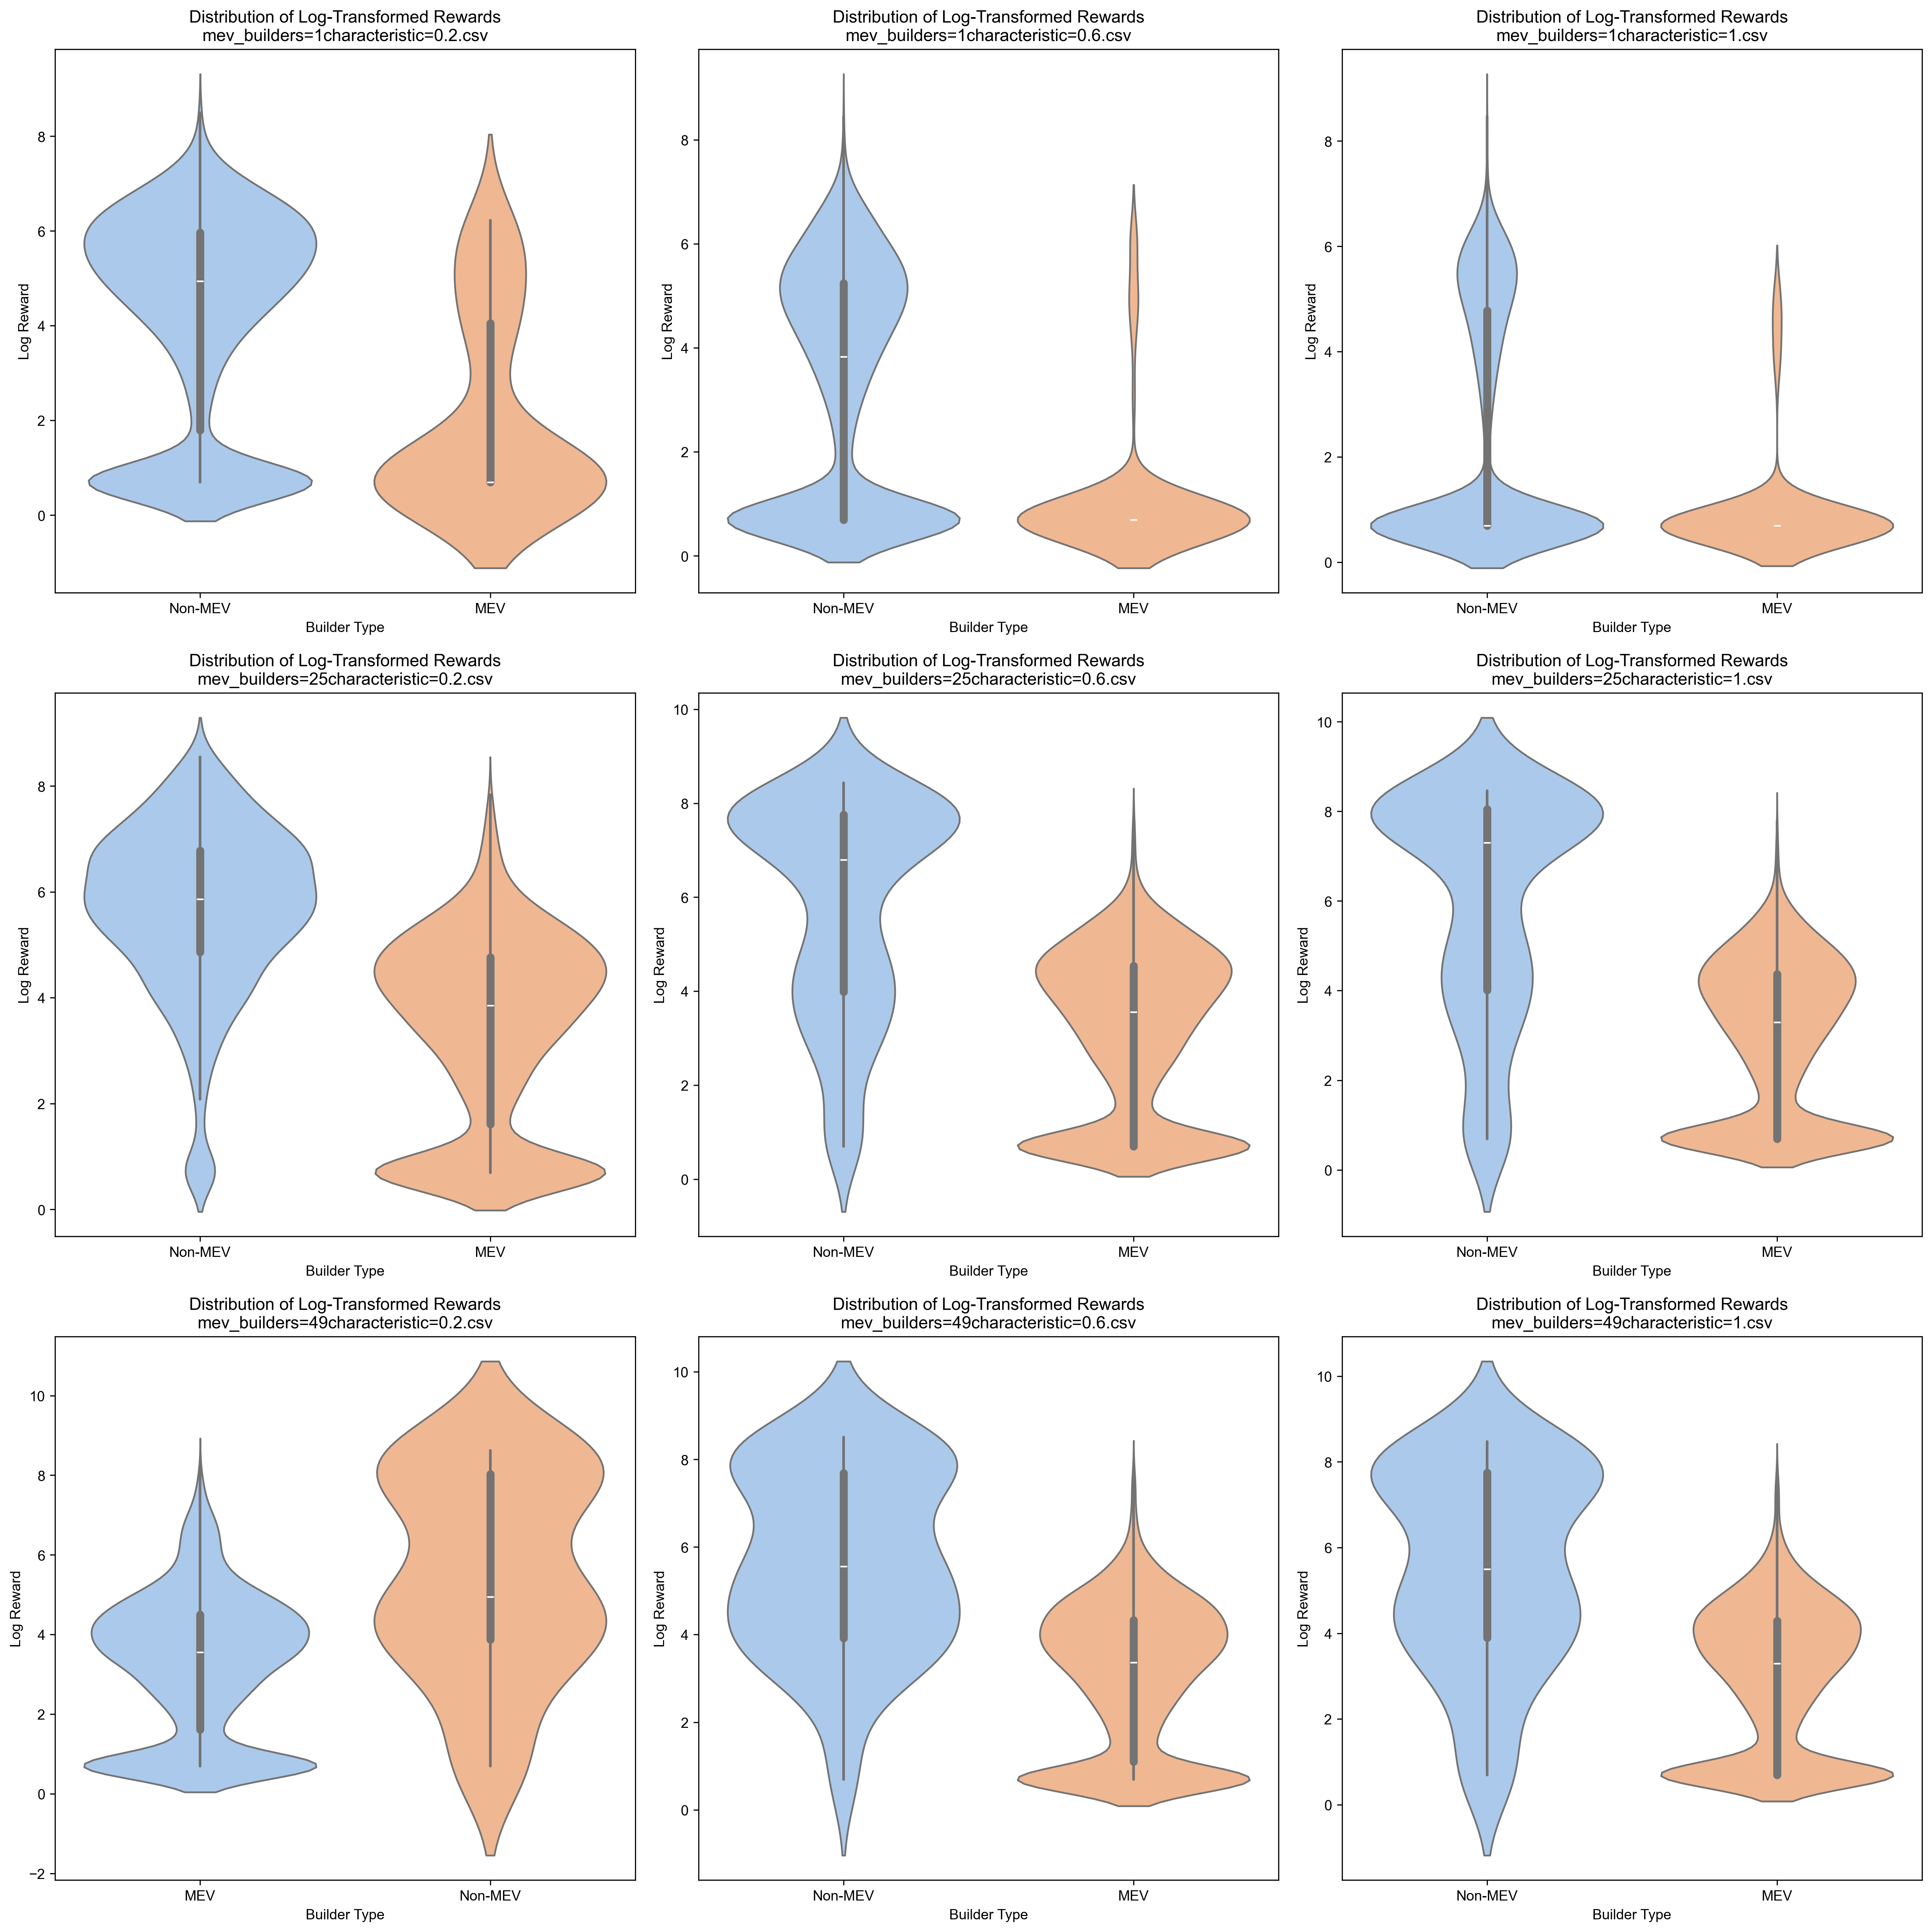 Distribution of Log-Transformed Rewards
mev_builders=1characteristic=0.2.csv
Log Reward
8
6
4
2
0
Non-MEV
MEV
Builder Type
Distribution of Log-Transformed Rewards
mev_builders=1characteristic=0.6.csv
Log Reward
8
6
4
2
0
Non-MEV
MEV
Builder Type
Distribution of Log-Transformed Rewards
mev_builders=1characteristic=1.csv
Log Reward
8
6
4
2
0
Non-MEV
MEV
Builder Type
Distribution of Log-Transformed Rewards
mev_builders=25characteristic=0.2.csv
Log Reward
8
6
4
2
0
Non-MEV
MEV
Builder Type
Distribution of Log-Transformed Rewards
mev_builders=25characteristic=0.6.csv
Log Reward
10
8
6
4
2
0
Non-MEV
MEV
Builder Type
Distribution of Log-Transformed Rewards
mev_builders=25characteristic=1.csv
Log Reward
10
8
6
4
2
0
Non-MEV
MEV
Builder Type
Distribution of Log-Transformed Rewards
mev_builders=49characteristic=0.2.csv
Log Reward
10
8
6
4
2
0
−2
MEV
Non-MEV
Builder Type
Distribution of Log-Transformed Rewards
mev_builders=49characteristic=0.6.csv
Log Reward
10
8
6
4
2
0
Non-MEV
MEV
Builder Type
Distribution of Log-Transformed Rewards
mev_builders=49characteristic=1.csv
Log Reward
10
8
6
4
2
0
Non-MEV
MEV
Builder Type